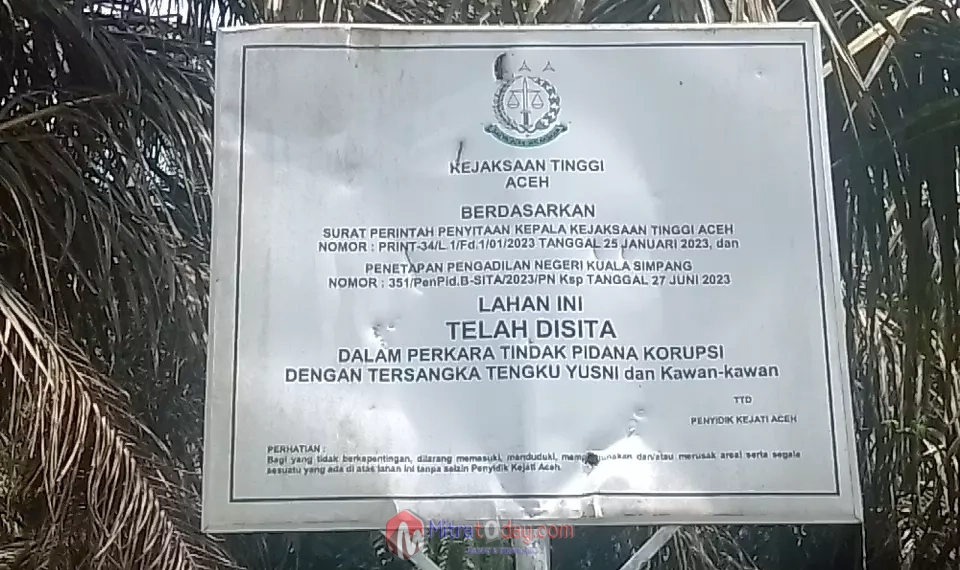 KEJAKSAAN TINGGI
ACEH
BERDASARKAN
SURAT PERINTAH PENYITAAN KEPALA KEJAKSAAN TINGGI ACEH
NOMOR : PRINT-34/L.1/Fd.1/01/2023 TANGGAL 25 JANUARI 2023, dan
PENETAPAN PENGADILAN NEGERI KUALA SIMPANG
NOMOR : 351/PenPid.B-SITA/2023/PN Ksp TANGGAL 27 JUNI 2023
LAHAN INI
TELAH DISITA
DALAM PERKARA TINDAK PIDANA KORUPSI
DENGAN TERSANGKA TENGKU YUSNI dan Kawan-kawan
TTD
PENYIDIK KEJATI ACEH
PERHATIAN :
Bagi yang tidak berkepentingan, dilarang memasuki, menduduki, dan/atau merusak areal serta segala
sesuatu yang ada di atas lahan ini tanpa seizin Penyidik Kejati Aceh.
Mitrat0day.com